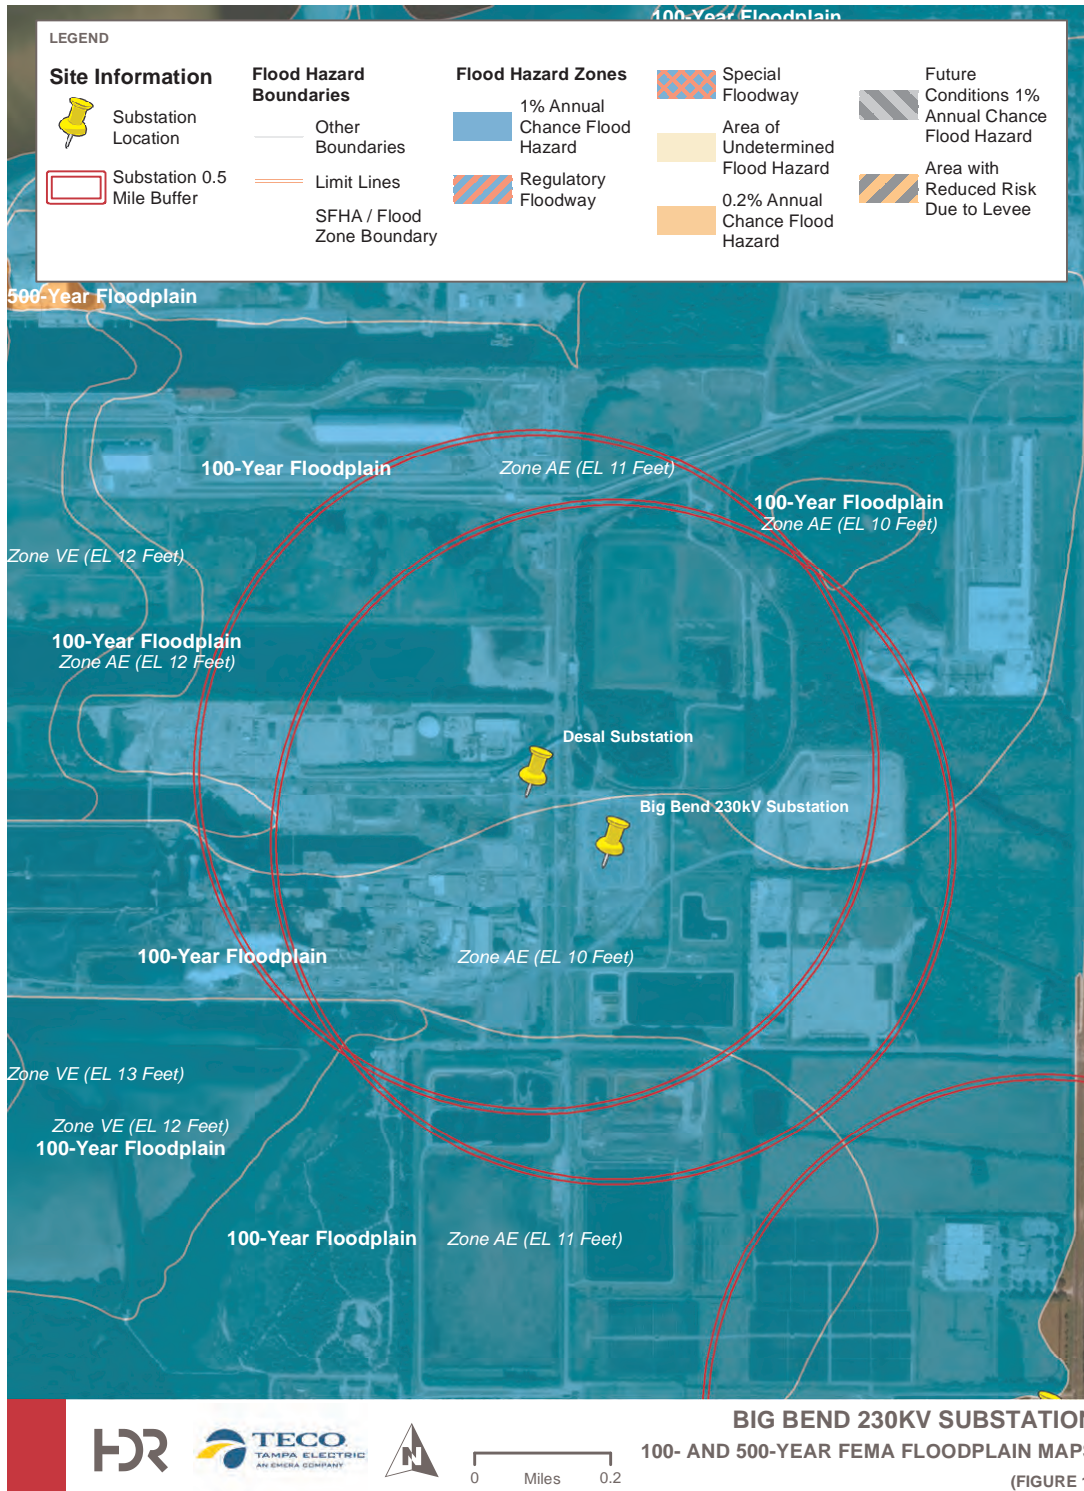 100-Year Floodplain
LEGEND
Site Information
Substation
Location
Substation 0.5
Mile Buffer
Flood Hazard
Boundaries
Other
Boundaries
Limit Lines
SFHA / Flood
Zone Boundary
Flood Hazard Zones
1% Annual
Chance Flood
Hazard
Regulatory
Floodway
Special
Floodway
Area of
Undetermined
Flood Hazard
0.2% Annual
Chance Flood
Hazard
Future
Conditions 1%
Annual Chance
Flood Hazard
Area with
Reduced Risk
Due to Levee
500-Year Floodplain
100-Year Floodplain
Zone AE (EL 11 Feet)
100-Year Floodplain
Zone AE (EL 10 Feet)
Zone VE (EL 12 Feet)
100-Year Floodplain
Zone AE (EL 12 Feet)
Desal Substation
Big Bend 230kV Substation
100-Year Floodplain
Zone AE (EL 10 Feet)
Zone VE (EL 13 Feet)
Zone VE (EL 12 Feet)
100-Year Floodplain
100-Year Floodplain
Zone AE (EL 11 Feet)
HDR
TECO
TAMPA ELECTRIC
AN EMERA COMPANY
N
0
Miles
0.2
BIG BEND 230KV SUBSTATION
100- AND 500-YEAR FEMA FLOODPLAIN MAPS
(FIGURE 1